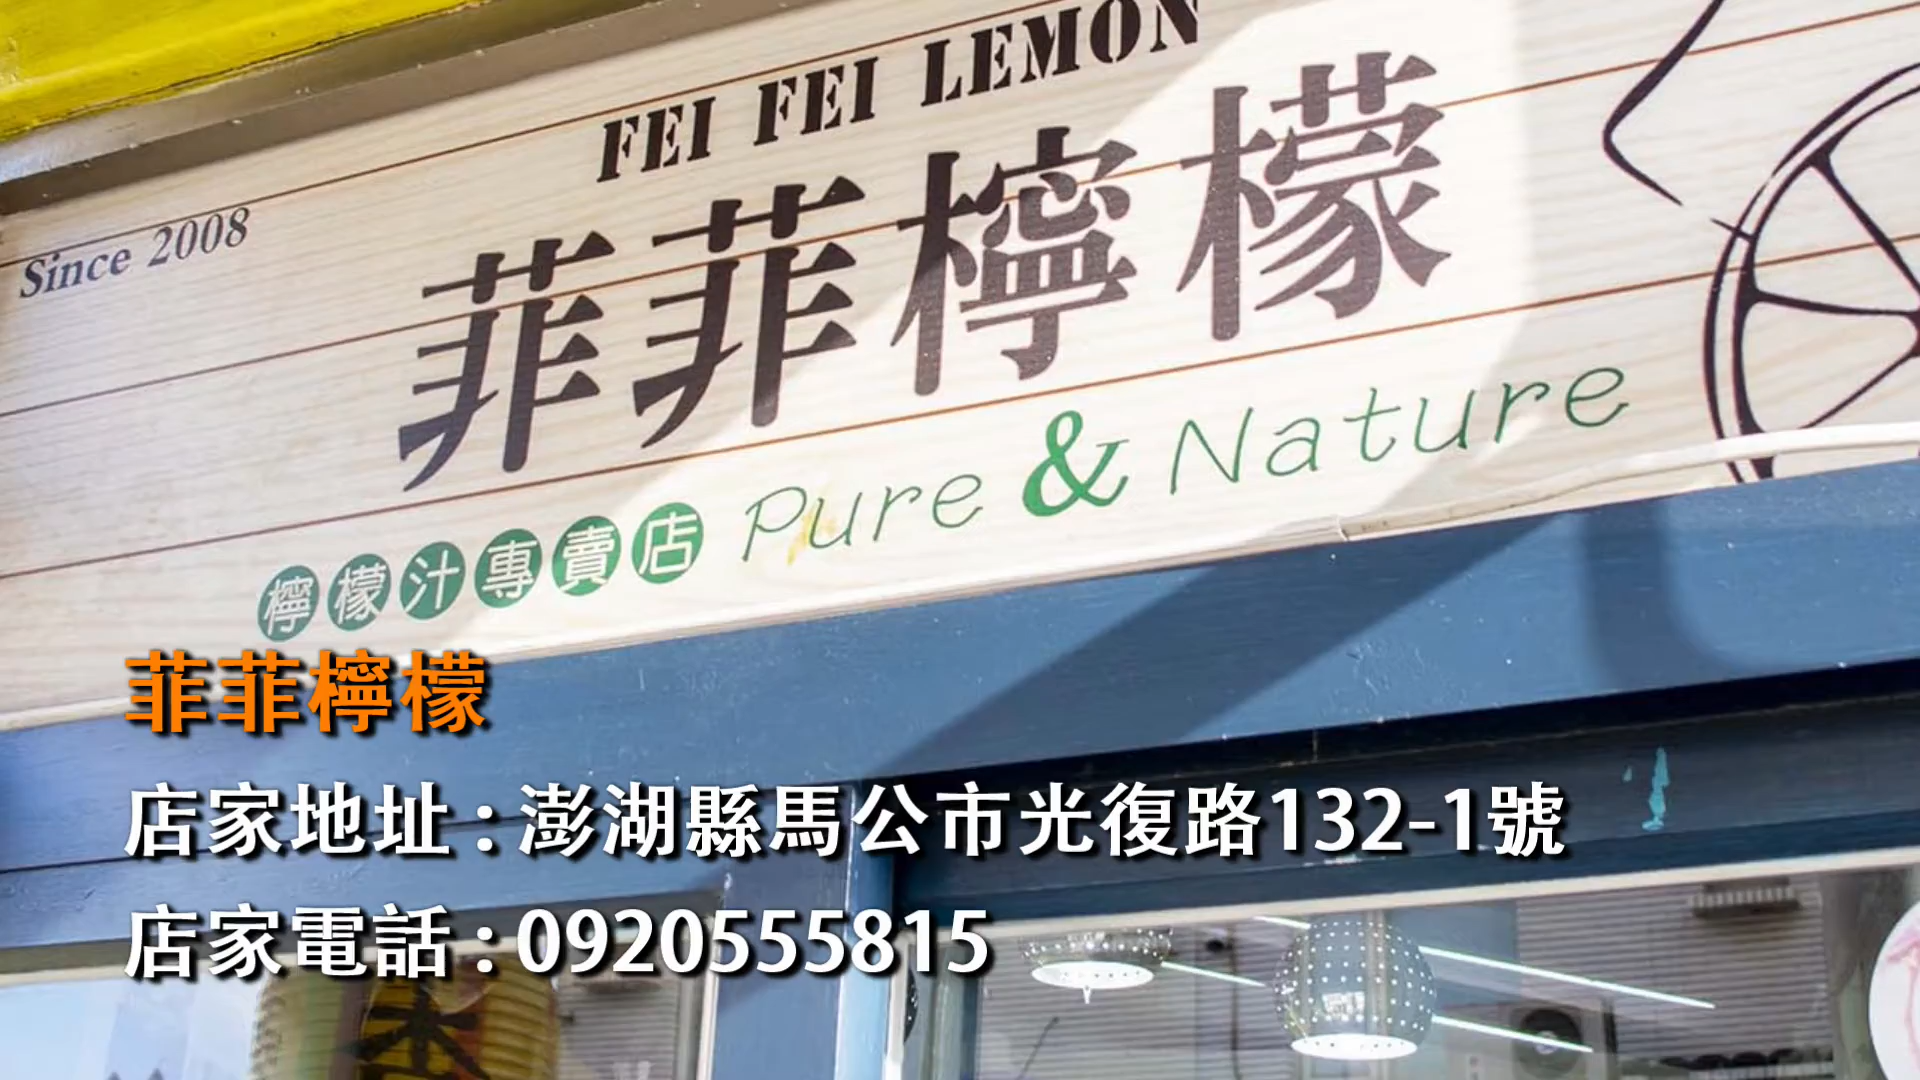 FEI FEI LEMON
Since 2008
菲菲檸檬
檸檬汁專賣店 Pure & Nature
菲菲檸檬
店家地址：澎湖縣馬公市光復路132-1號
店家電話：0920555815